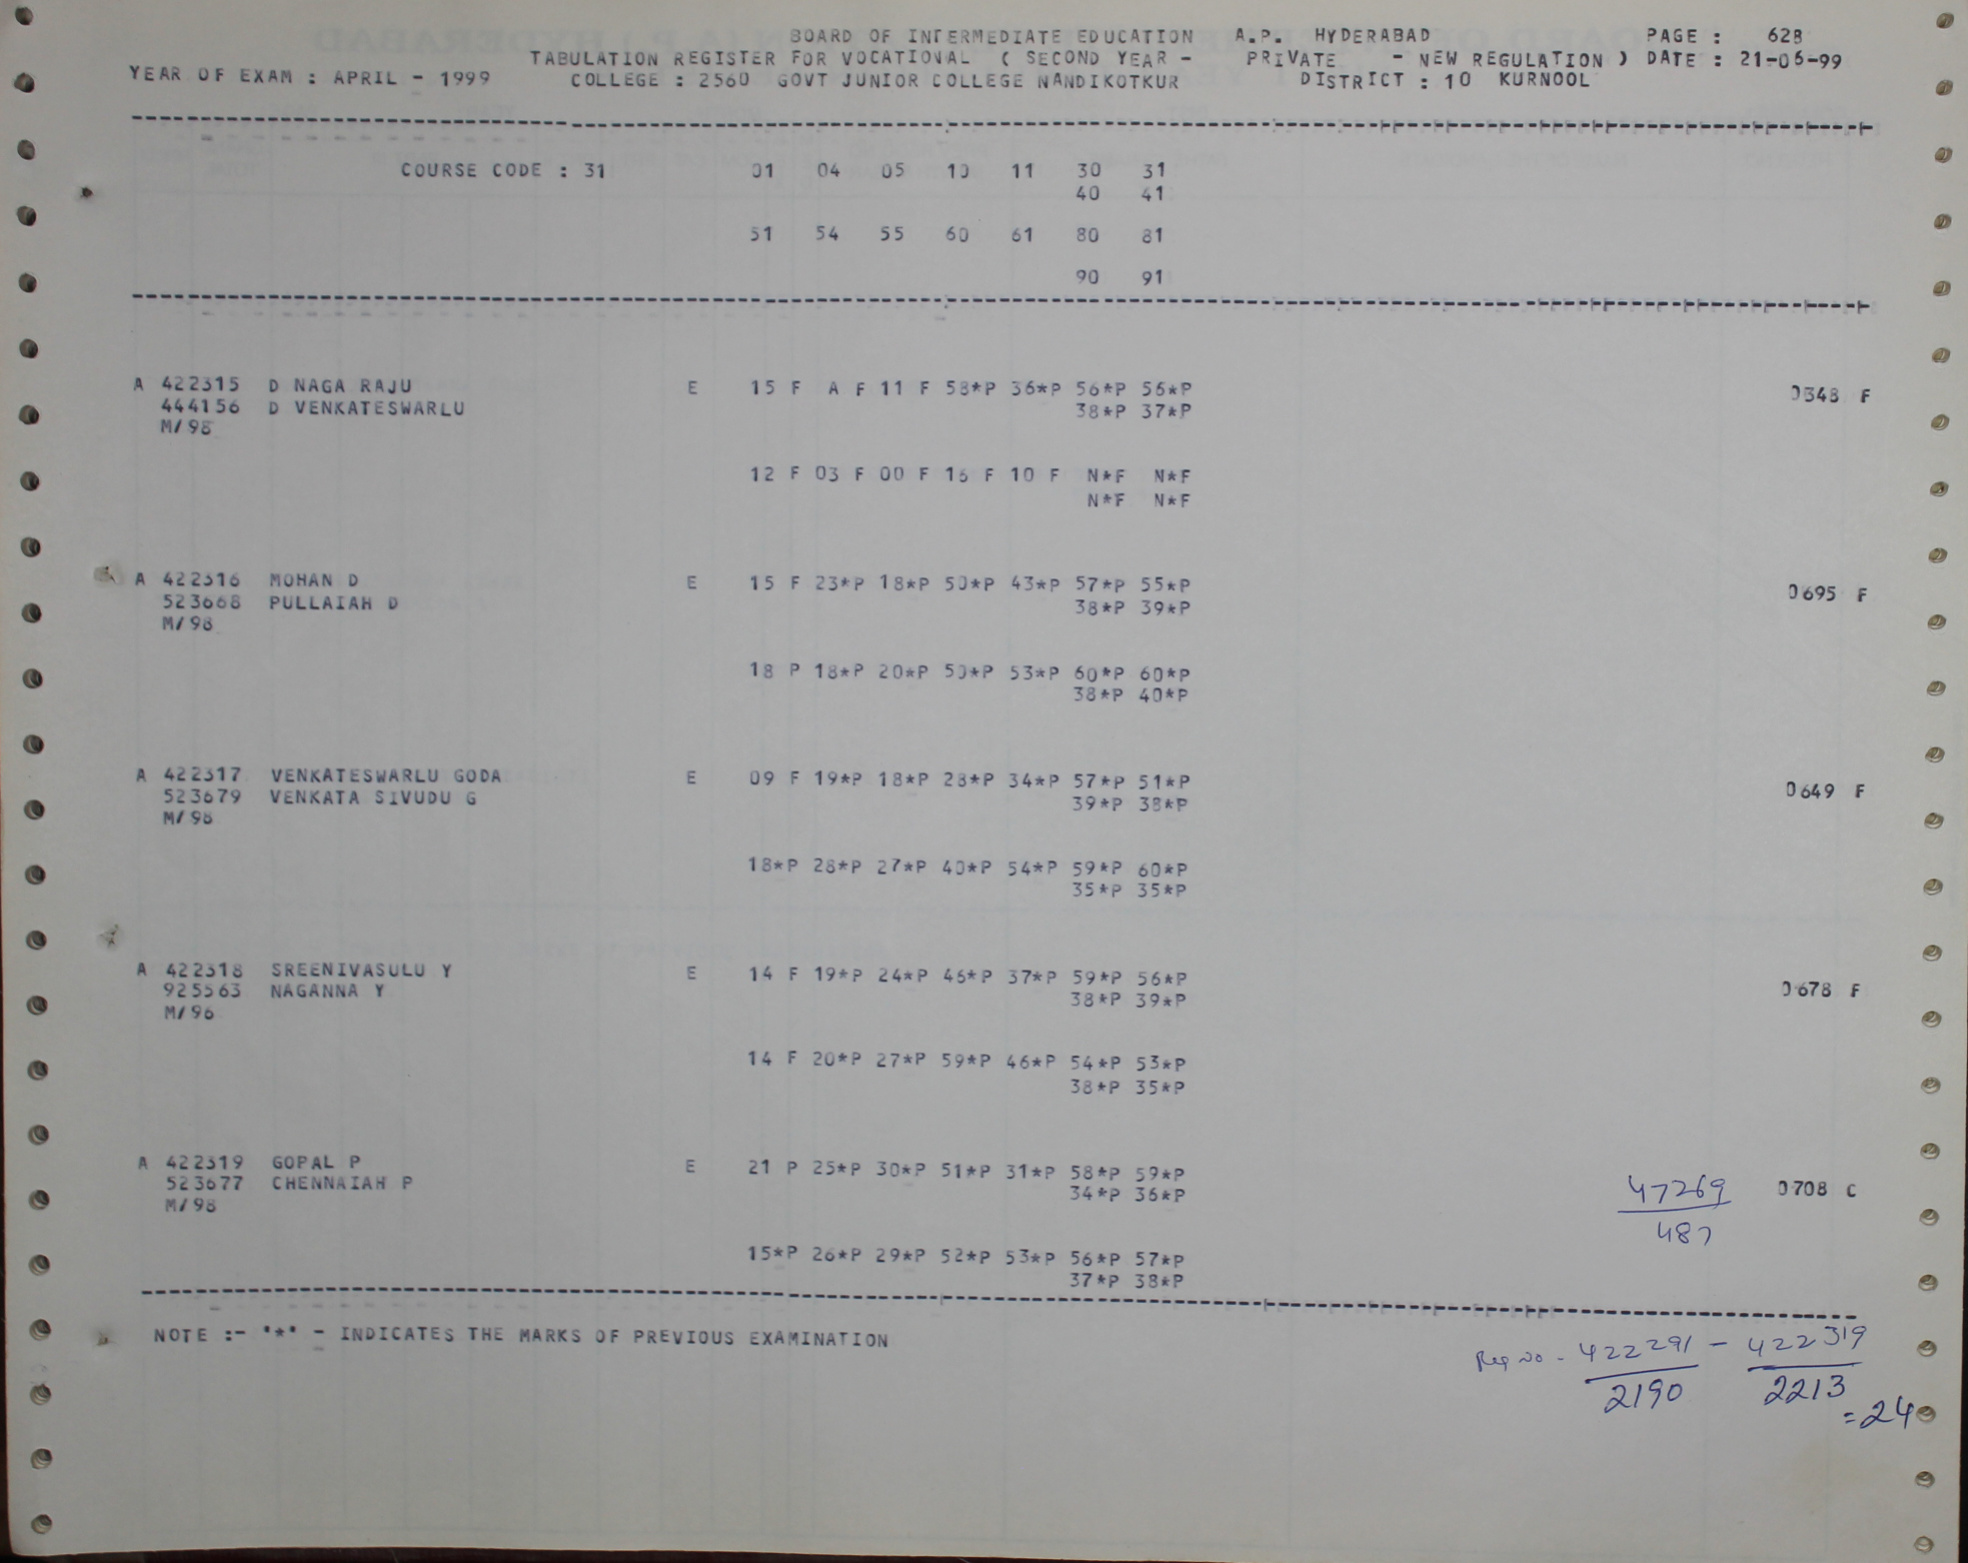 BOARD OF INTERMEDIATE EDUCATION A.P. HYDERABAD PAGE : 628
TABULATION REGISTER FOR VOCATIONAL ( SECOND YEAR - PRIVATE - NEW REGULATION ) DATE : 21-06-99
YEAR OF EXAM : APRIL - 1999 COLLEGE : 2560 GOVT JUNIOR COLLEGE NANDIKOTKUR DISTRICT : 10 KURNOOL
COURSE CODE : 31 01 04 05 10 11 30 31
40 41
51 54 55 60 61 80 81
90 91
A 422315 D NAGA RAJU E 15 F A F 11 F 58*P 36*P 56*P 56*P 0348 F
444156 D VENKATESWARLU 38*P 37*P
M/98
12 F 03 F 00 F 16 F 10 F N*F N*F
N*F N*F
A 422316 MOHAN D E 15 F 23*P 18*P 50*P 43*P 57*P 55*P 0695 F
523668 PULLAIAH D 38*P 39*P
M/98
18 P 18*P 20*P 50*P 53*P 60*P 60*P
38*P 40*P
A 422317 VENKATESWARLU GODA E 09 F 19*P 18*P 28*P 34*P 57*P 51*P 0649 F
523679 VENKATA SIVUDU G 39*P 38*P
M/98
18*P 28*P 27*P 40*P 54*P 59*P 60*P
35*P 35*P
A 422318 SREENIVASULU Y E 14 F 19*P 24*P 46*P 37*P 59*P 56*P 0678 F
925563 NAGANNA Y 38*P 39*P
M/96
14 F 20*P 27*P 59*P 46*P 54*P 53*P
38*P 35*P
A 422319 GOPAL P E 21 P 25*P 30*P 51*P 31*P 58*P 59*P 47269 0708 C
523677 CHENNAIAH P 34*P 36*P
M/98 487
15*P 26*P 29*P 52*P 53*P 56*P 57*P
37*P 38*P
NOTE :- '*' - INDICATES THE MARKS OF PREVIOUS EXAMINATION
Reg No - 422291 - 422319
2190 2213
=24